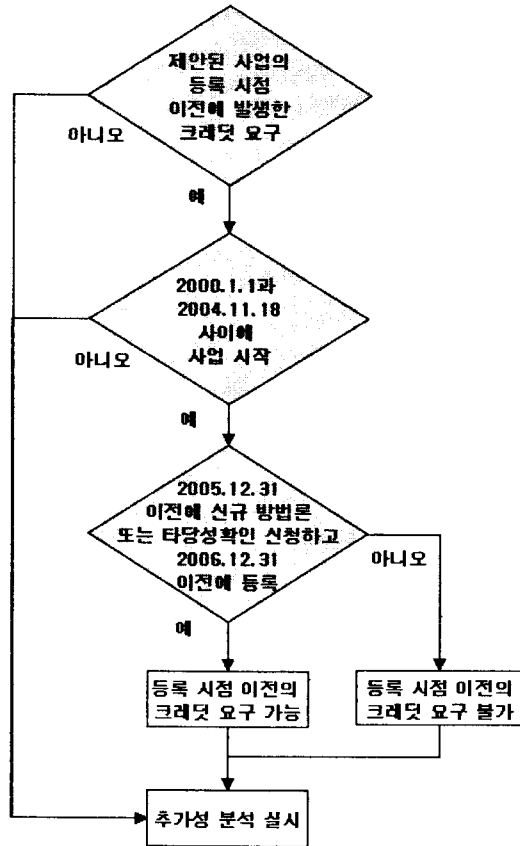 제안된 사업의
등록 시점
이전에 발생한
크레딧 요구
아니오
예
2000.1.1과
2004.11.18
사이에
사업 시작
아니오
예
2005.12.31
이전에 신규 방법론
또는 타당성확인 신청하고
2006.12.31
이전에 등록
아니오
예
등록 시점 이전의
크레딧 요구 가능
등록 시점 이전의
크레딧 요구 불가
추가성 분석 실시